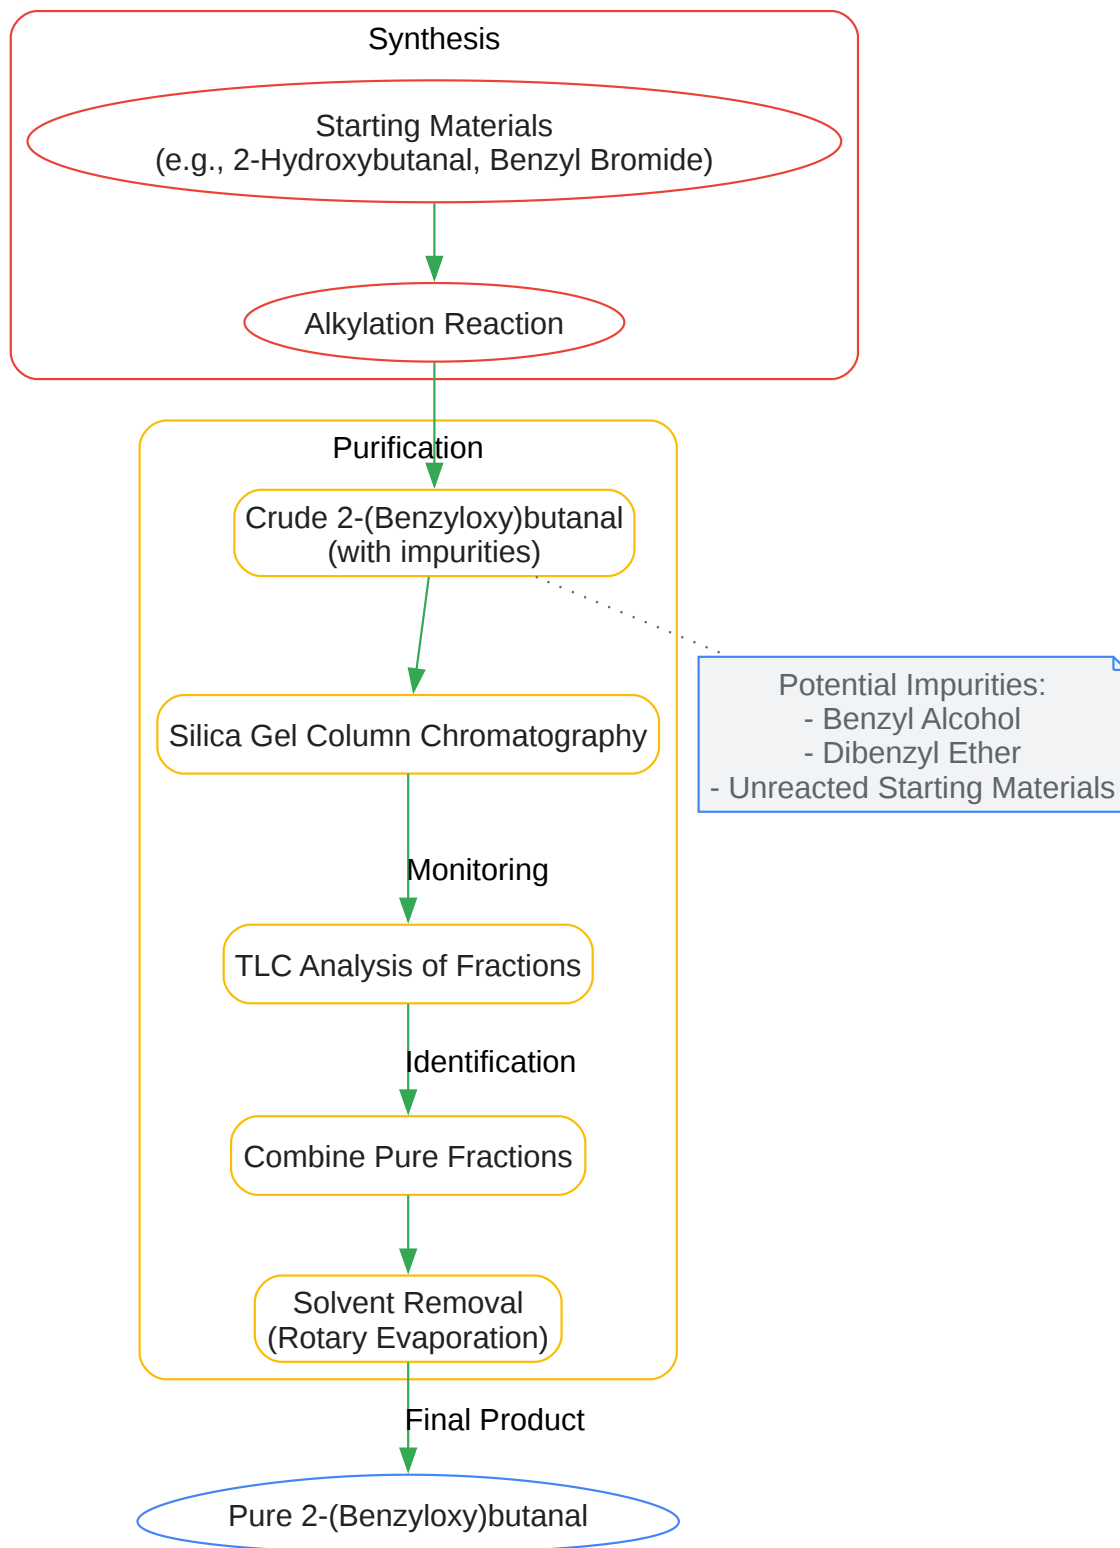 Synthesis
Starting Materials
(e.g., 2-Hydroxybutanal, Benzyl Bromide)
Alkylation Reaction
Purification
Crude 2-(Benzyloxy)butanal
(with impurities)
Potential Impurities:
- Benzyl Alcohol
- Dibenzyl Ether
- Unreacted Starting Materials
Silica Gel Column Chromatography
Monitoring
TLC Analysis of Fractions
Identification
Combine Pure Fractions
Solvent Removal
(Rotary Evaporation)
Final Product
Pure 2-(Benzyloxy)butanal